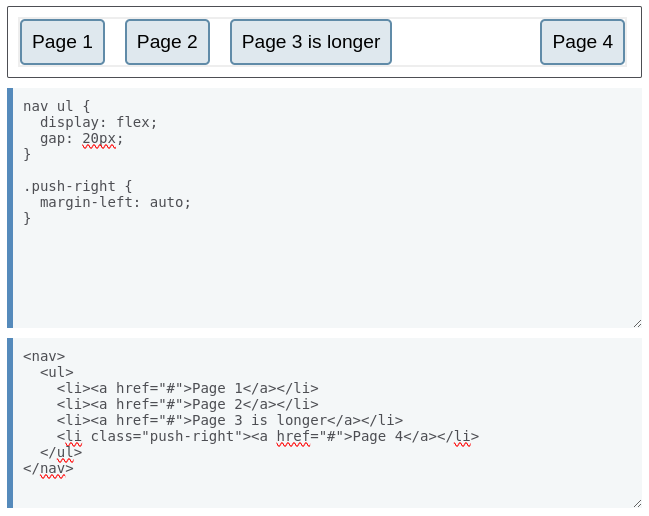 Page 1 Page 2 Page 3 is longer Page 4
nav ul {
  display: flex;
  gap: 20px;
}

.push-right {
  margin-left: auto;
}
<nav>
  <ul>
    <li><a href="#">Page 1</a></li>
    <li><a href="#">Page 2</a></li>
    <li><a href="#">Page 3 is longer</a></li>
    <li class="push-right"><a href="#">Page 4</a></li>
  </ul>
</nav>